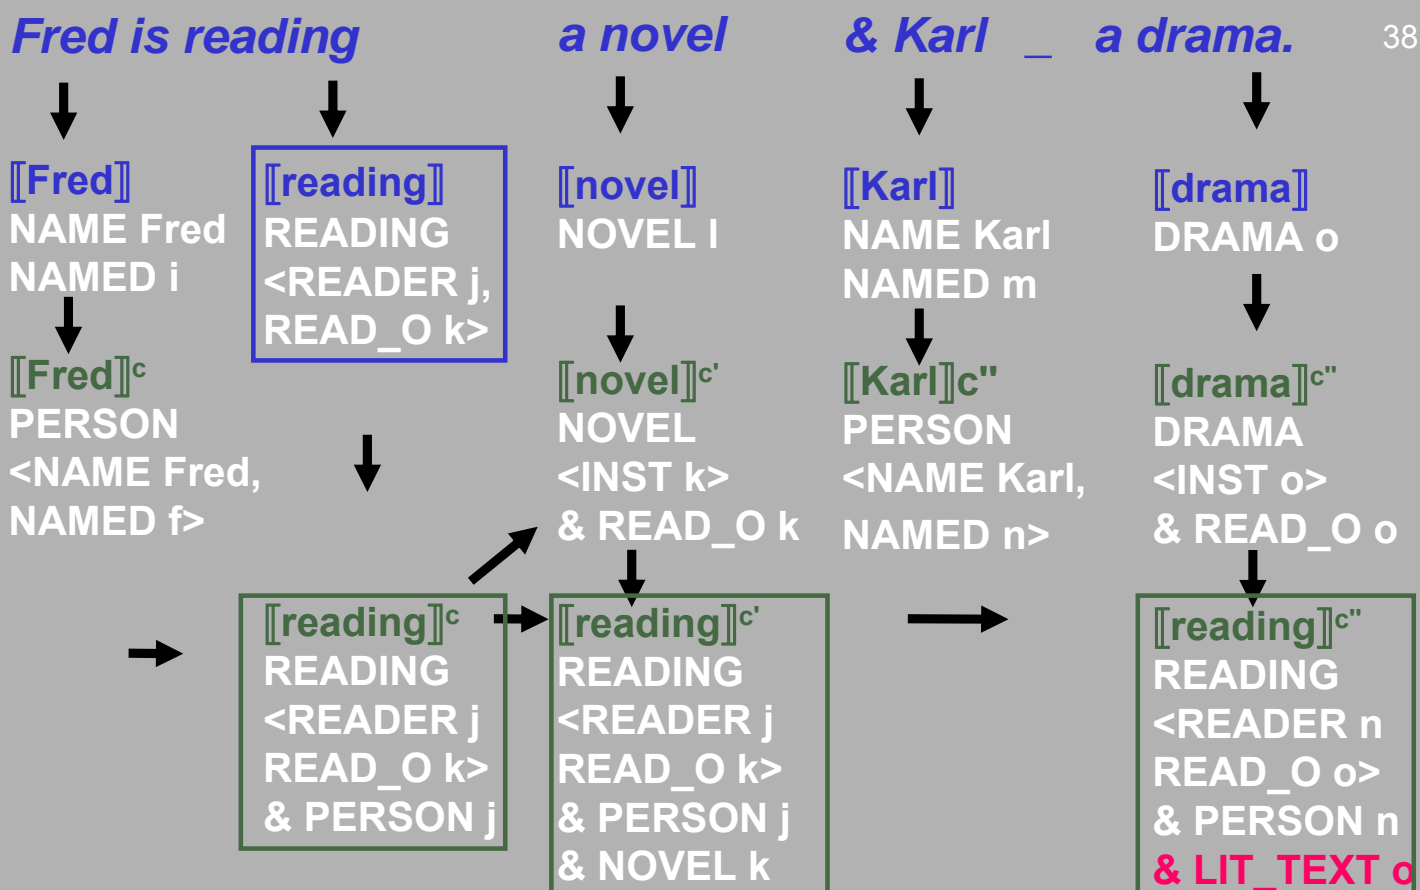 Fred is reading a novel & Karl _ a drama. 38
⟦Fred⟧
NAME Fred
NAMED i
⟦Fred⟧ᶜ
PERSON
<NAME Fred,
NAMED f>
⟦reading⟧
READING
<READER j,
READ_O k>
⟦reading⟧ᶜ
READING
<READER j
READ_O k>
& PERSON j
⟦novel⟧
NOVEL l
⟦novel⟧ᶜ'
NOVEL
<INST k>
& READ_O k
⟦reading⟧ᶜ'
READING
<READER j
READ_O k>
& PERSON j
& NOVEL k
⟦Karl⟧
NAME Karl
NAMED m
⟦Karl⟧c"
PERSON
<NAME Karl,
NAMED n>
⟦drama⟧
DRAMA o
⟦drama⟧ᶜ"
DRAMA
<INST o>
& READ_O o
⟦reading⟧ᶜ"
READING
<READER n
READ_O o>
& PERSON n
& LIT_TEXT o